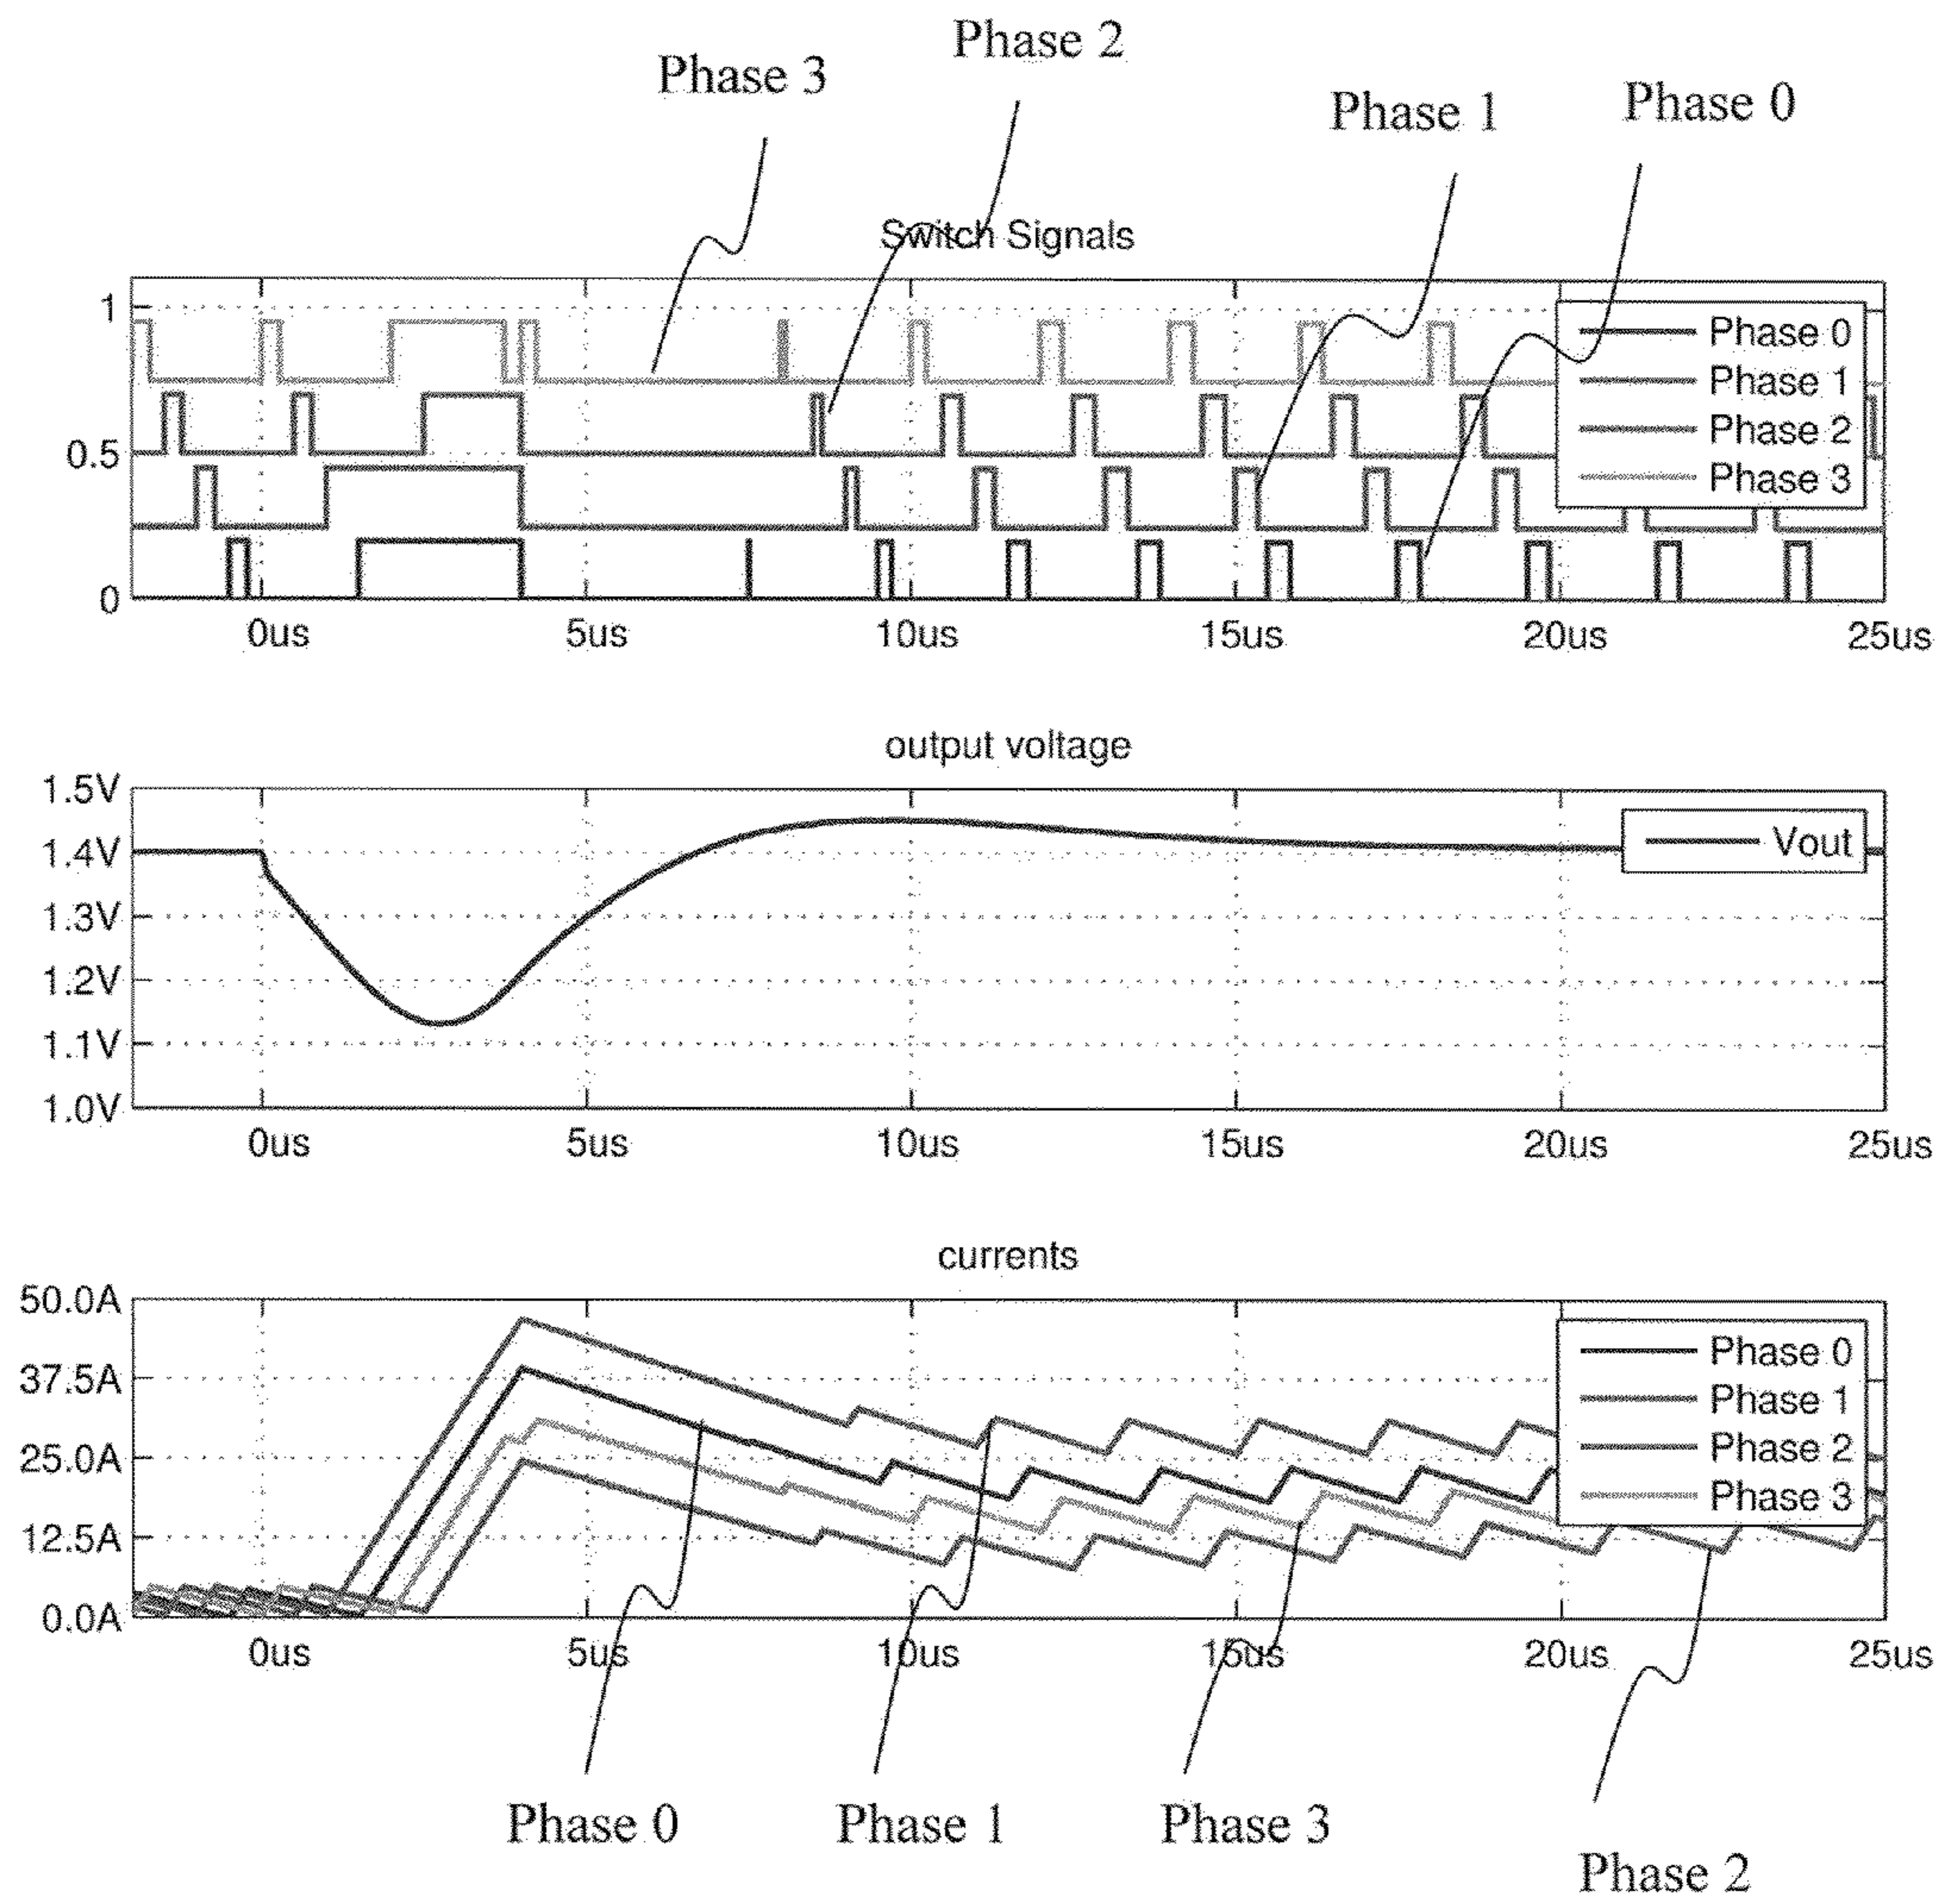 Phase 2
Phase 3
Phase 1
Phase 0
Switch Signals
1
0.5
0
Phase 0
Phase 1
Phase 2
Phase 3
0us 5us 10us 15us 20us 25us
output voltage
1.5V
1.4V
1.3V
1.2V
1.1V
1.0V
Vout
0us 5us 10us 15us 20us 25us
currents
50.0A
37.5A
25.0A
12.5A
0.0A
Phase 0
Phase 1
Phase 2
Phase 3
0us 5us 10us 15us 20us 25us
Phase 0 Phase 1 Phase 3
Phase 2